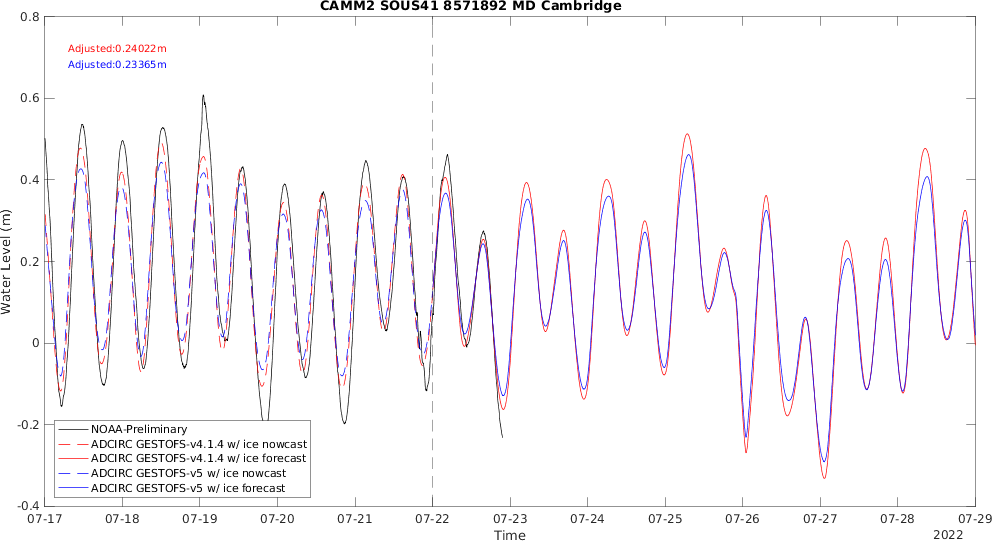 CAMM2 SOUS41 8571892 MD Cambridge
Adjusted:0.24022m
Adjusted:0.23365m
Water Level (m)
0.8
0.6
0.4
0.2
0
-0.2
-0.4
NOAA-Preliminary
ADCIRC GESTOFS-v4.1.4 w/ ice nowcast
ADCIRC GESTOFS-v4.1.4 w/ ice forecast
ADCIRC GESTOFS-v5 w/ ice nowcast
ADCIRC GESTOFS-v5 w/ ice forecast
07-17 07-18 07-19 07-20 07-21 07-22 07-23 07-24 07-25 07-26 07-27 07-28 07-29
Time
2022